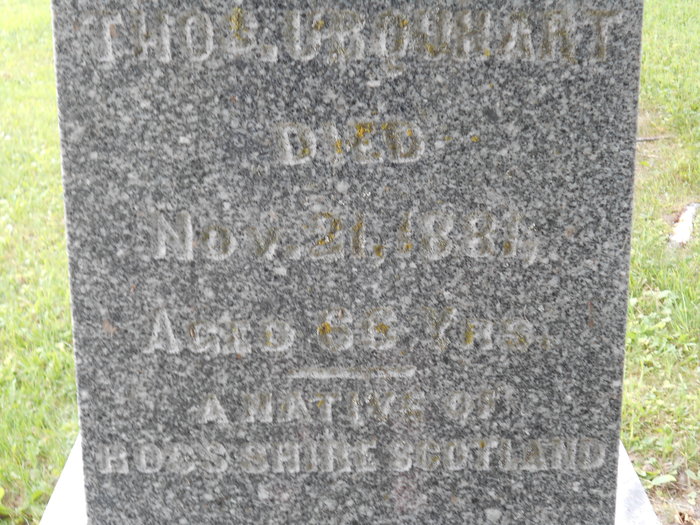 THOS. URQUHART
DIED
NOV. 21, 1881,
AGED 66 YRS.
A NATIVE OF
ROSSSHIRE SCOTLAND